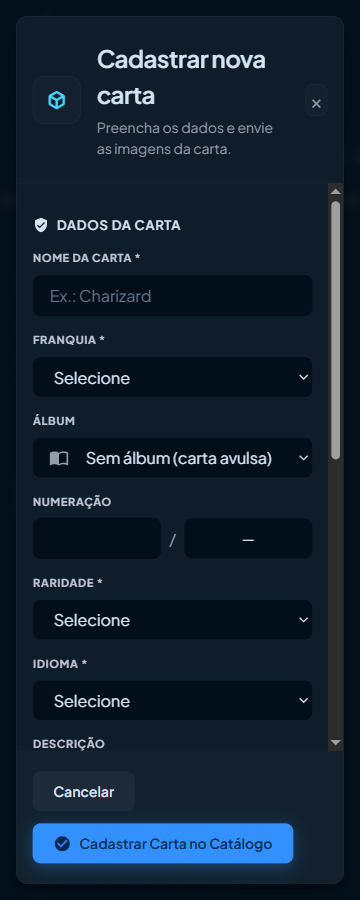 Cadastrar nova
carta
Preencha os dados e envie
as imagens da carta.
DADOS DA CARTA
NOME DA CARTA *
Ex.: Charizard
FRANQUIA *
Selecione
ÁLBUM
Sem álbum (carta avulsa)
NUMERAÇÃO
/ —
RARIDADE *
Selecione
IDIOMA *
Selecione
DESCRIÇÃO
Cancelar
Cadastrar Carta no Catálogo